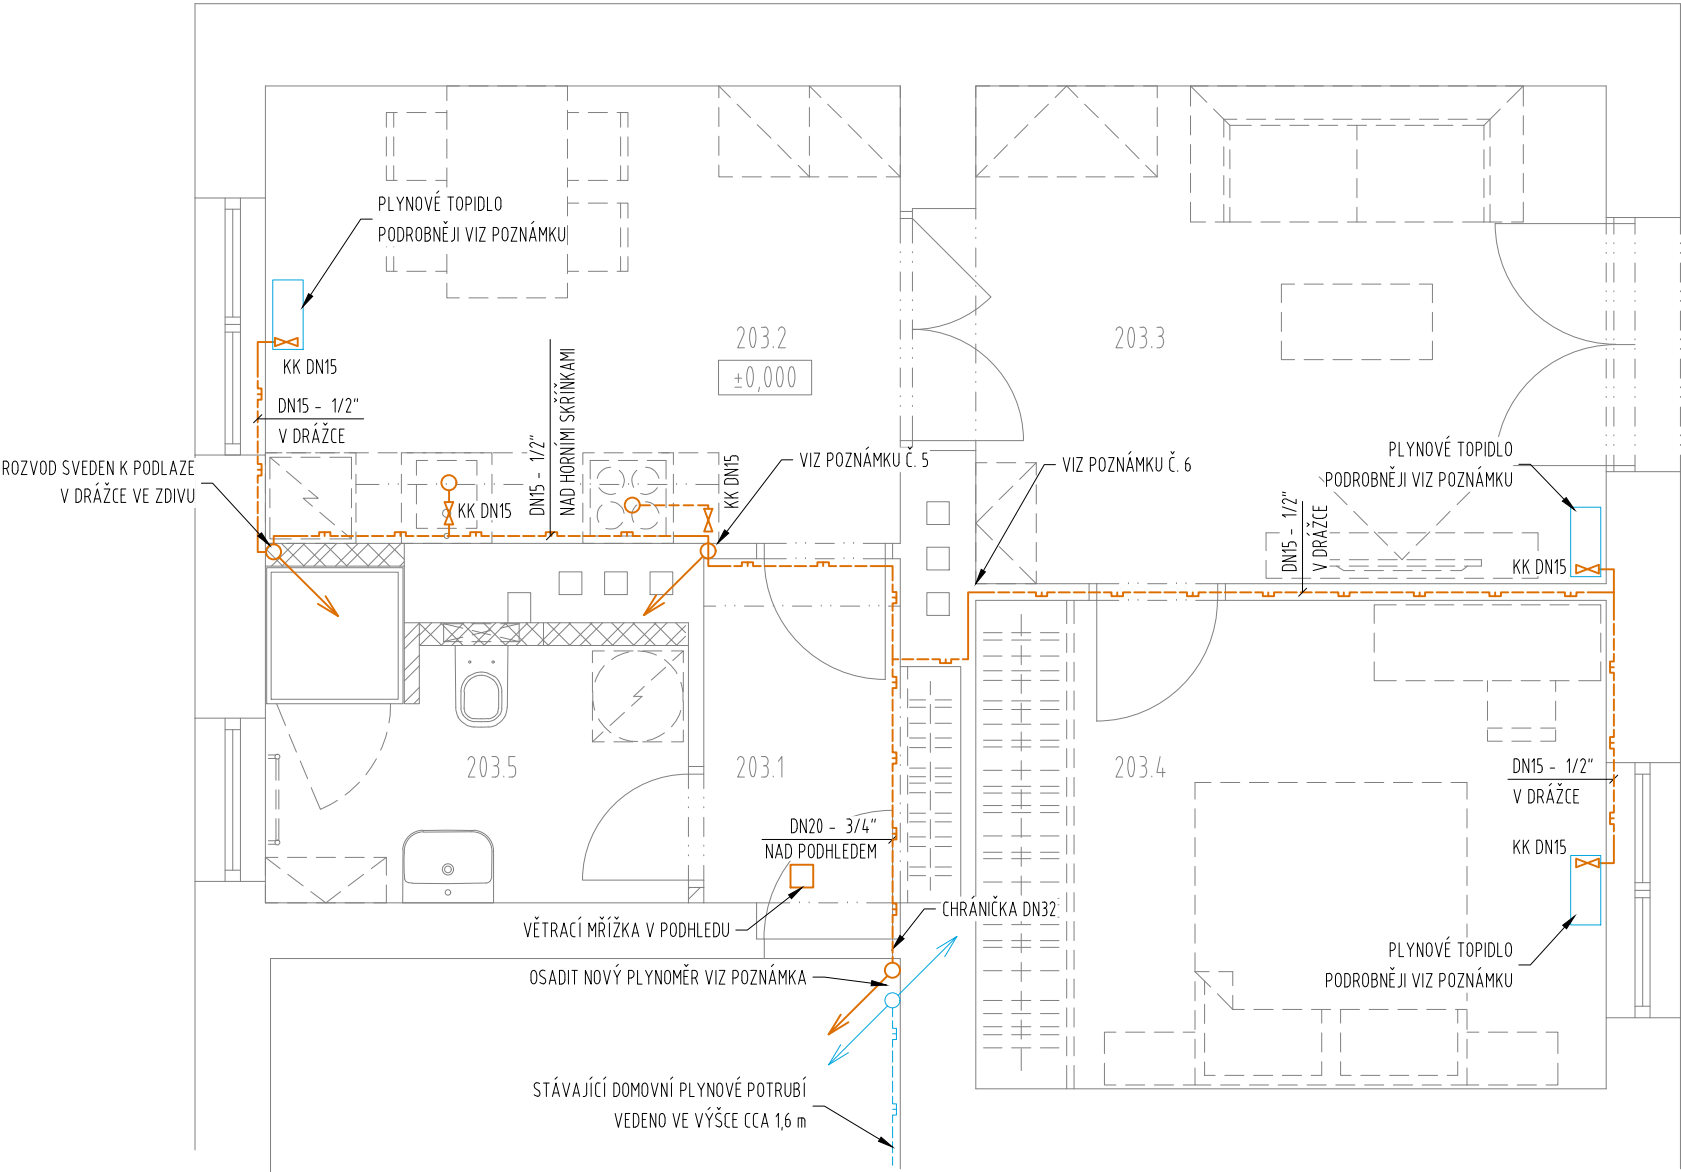 PLYNOVÉ TOPIDLO
PODROBNĚJI VIZ POZNÁMKU
203.2
±0,000
203.3
KK DN15
DN15 - 1/2"
V DRÁŽCE
ROZVOD SVEDEN K PODLAZE
V DRÁŽCE VE ZDIVU
KK DN15
DN15 - 1/2"
NAD HORNÍMI SKŘÍŇKAMI
KK DN15
VIZ POZNÁMKU Č. 5
VIZ POZNÁMKU Č. 6
PLYNOVÉ TOPIDLO
PODROBNĚJI VIZ POZNÁMKU
DN15 - 1/2"
V DRÁŽCE
KK DN15
203.5
203.1
203.4
DN15 - 1/2"
V DRÁŽCE
DN20 - 3/4"
NAD PODHLEDEM
KK DN15
CHRÁNIČKA DN32
VĚTRACÍ MŘÍŽKA V PODHLEDU
PLYNOVÉ TOPIDLO
PODROBNĚJI VIZ POZNÁMKU
OSADIT NOVÝ PLYNOMĚR VIZ POZNÁMKA
STÁVAJÍCÍ DOMOVNÍ PLYNOVÉ POTRUBÍ
VEDENO VE VÝŠCE CCA 1,6 m